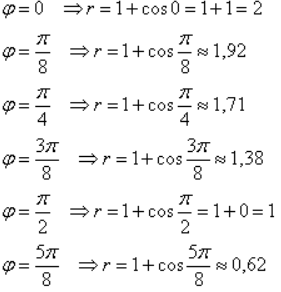 φ = 0 ⇒ r = 1 + cos 0 = 1 + 1 = 2
φ = π/8 ⇒ r = 1 + cos π/8 ≈ 1,92
φ = π/4 ⇒ r = 1 + cos π/4 ≈ 1,71
φ = 3π/8 ⇒ r = 1 + cos 3π/8 ≈ 1,38
φ = π/2 ⇒ r = 1 + cos π/2 = 1 + 0 = 1
φ = 5π/8 ⇒ r = 1 + cos 5π/8 ≈ 0,62